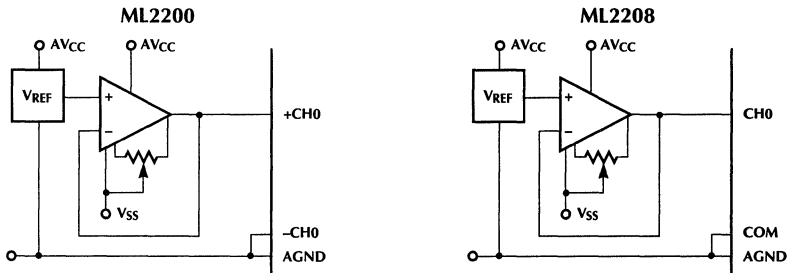 ML2200
ML2208
AVCC
AVCC
AVCC
AVCC
VREF
+
−
+CH0
VSS
−CH0
AGND
VREF
+
−
CH0
VSS
COM
AGND